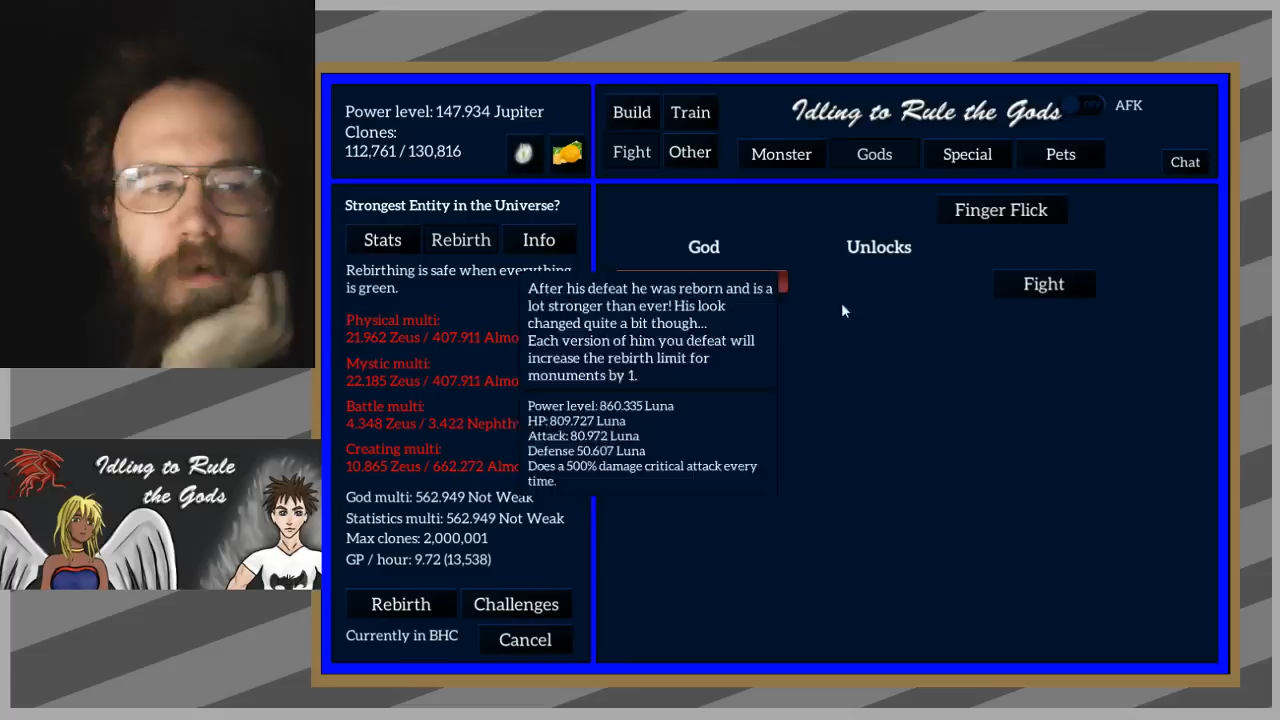 Power level: 147.934 Jupiter
Clones:
112,761 / 130,816
Build
Train
Fight
Other
Idling to Rule the Gods
OFF
AFK
Monster
Gods
Special
Pets
Chat
Strongest Entity in the Universe?
Stats
Rebirth
Info
Rebirthing is safe when everything
is green.
Physical multi:
21.962 Zeus / 407.911 Almo
Mystic multi:
22.185 Zeus / 407.911 Almo
Battle multi:
4.348 Zeus / 3.422 Nephth
Creating multi:
10.865 Zeus / 662.272 Almo
God multi: 562.949 Not Weak
Statistics multi: 562.949 Not Weak
Max clones: 2,000,001
GP / hour: 9.72 (13,538)
Rebirth
Challenges
Currently in BHC
Cancel
Finger Flick
God
Unlocks
Fight
After his defeat he was reborn and is a
lot stronger than ever! His look
changed quite a bit though...
Each version of him you defeat will
increase the rebirth limit for
monuments by 1.
Power level: 860.335 Luna
HP: 809.727 Luna
Attack: 80.972 Luna
Defense 50.607 Luna
Does a 500% damage critical attack every
time.
Idling to Rule
the Gods